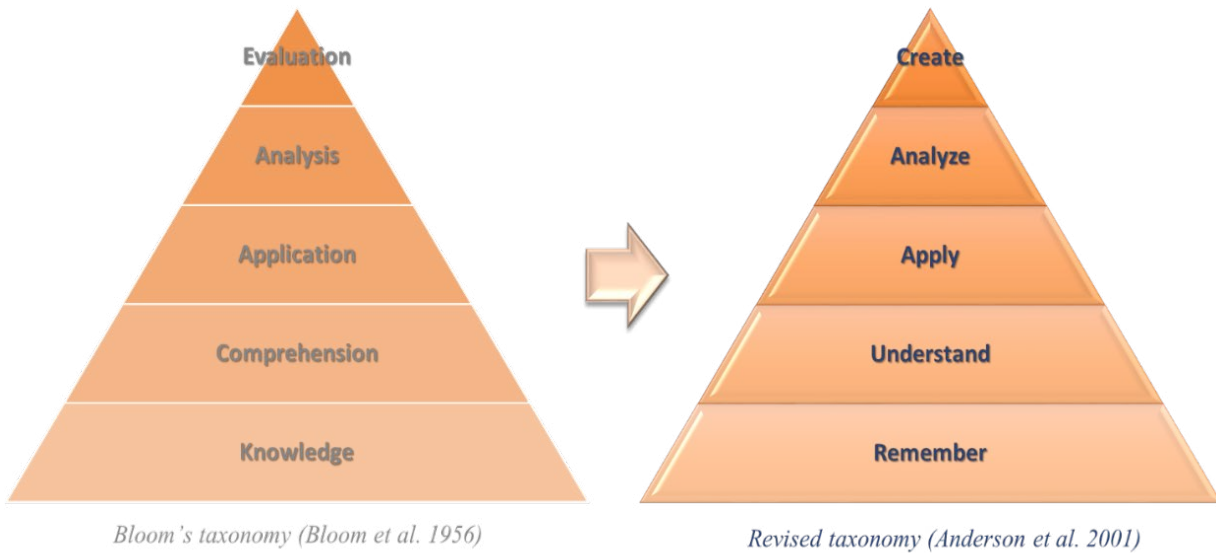 Evaluation
Analysis
Application
Comprehension
Knowledge
Bloom's taxonomy (Bloom et al. 1956)
Create
Analyze
Apply
Understand
Remember
Revised taxonomy (Anderson et al. 2001)